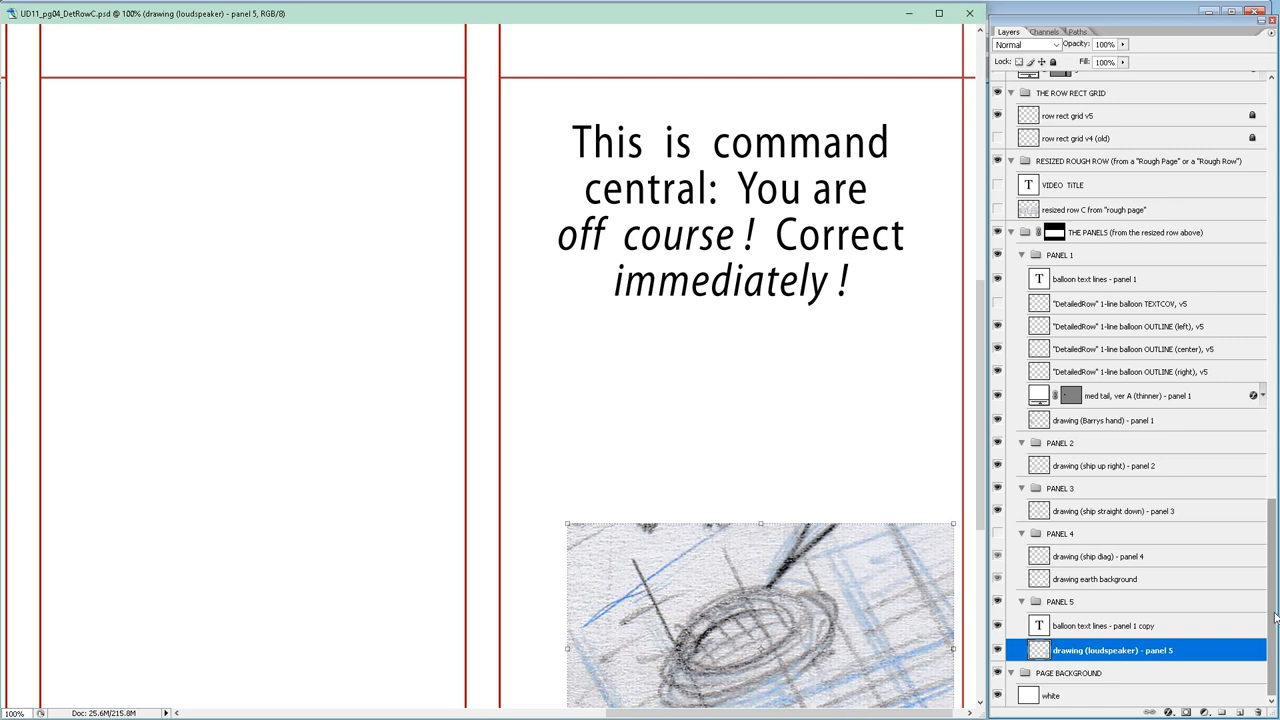 UD11_pg04_DetRowC.psd @ 100% (drawing (loudspeaker) - panel 5, RGB/8)
This is command
central: You are
off course ! Correct
immediately !
100%
Doc: 25.6M/215.8M
Layers
Channels
Paths
Normal
Opacity: 100%
Lock:
Fill: 100%
THE ROW RECT GRID
row rect grid v5
row rect grid v4 (old)
RESIZED ROUGH ROW (from a "Rough Page" or a "Rough Row")
T VIDEO TITLE
resized row C from "rough page"
THE PANELS (from the resized row above)
PANEL 1
T balloon text lines - panel 1
"DetailedRow" 1-line balloon TEXTCOV, v5
"DetailedRow" 1-line balloon OUTLINE (left), v5
"DetailedRow" 1-line balloon OUTLINE (center), v5
"DetailedRow" 1-line balloon OUTLINE (right), v5
med tail, ver A (thinner) - panel 1
drawing (Barrys hand) - panel 1
PANEL 2
drawing (ship up right) - panel 2
PANEL 3
drawing (ship straight down) - panel 3
PANEL 4
drawing (ship diag) - panel 4
drawing earth background
PANEL 5
T balloon text lines - panel 1 copy
drawing (loudspeaker) - panel 5
PAGE BACKGROUND
white